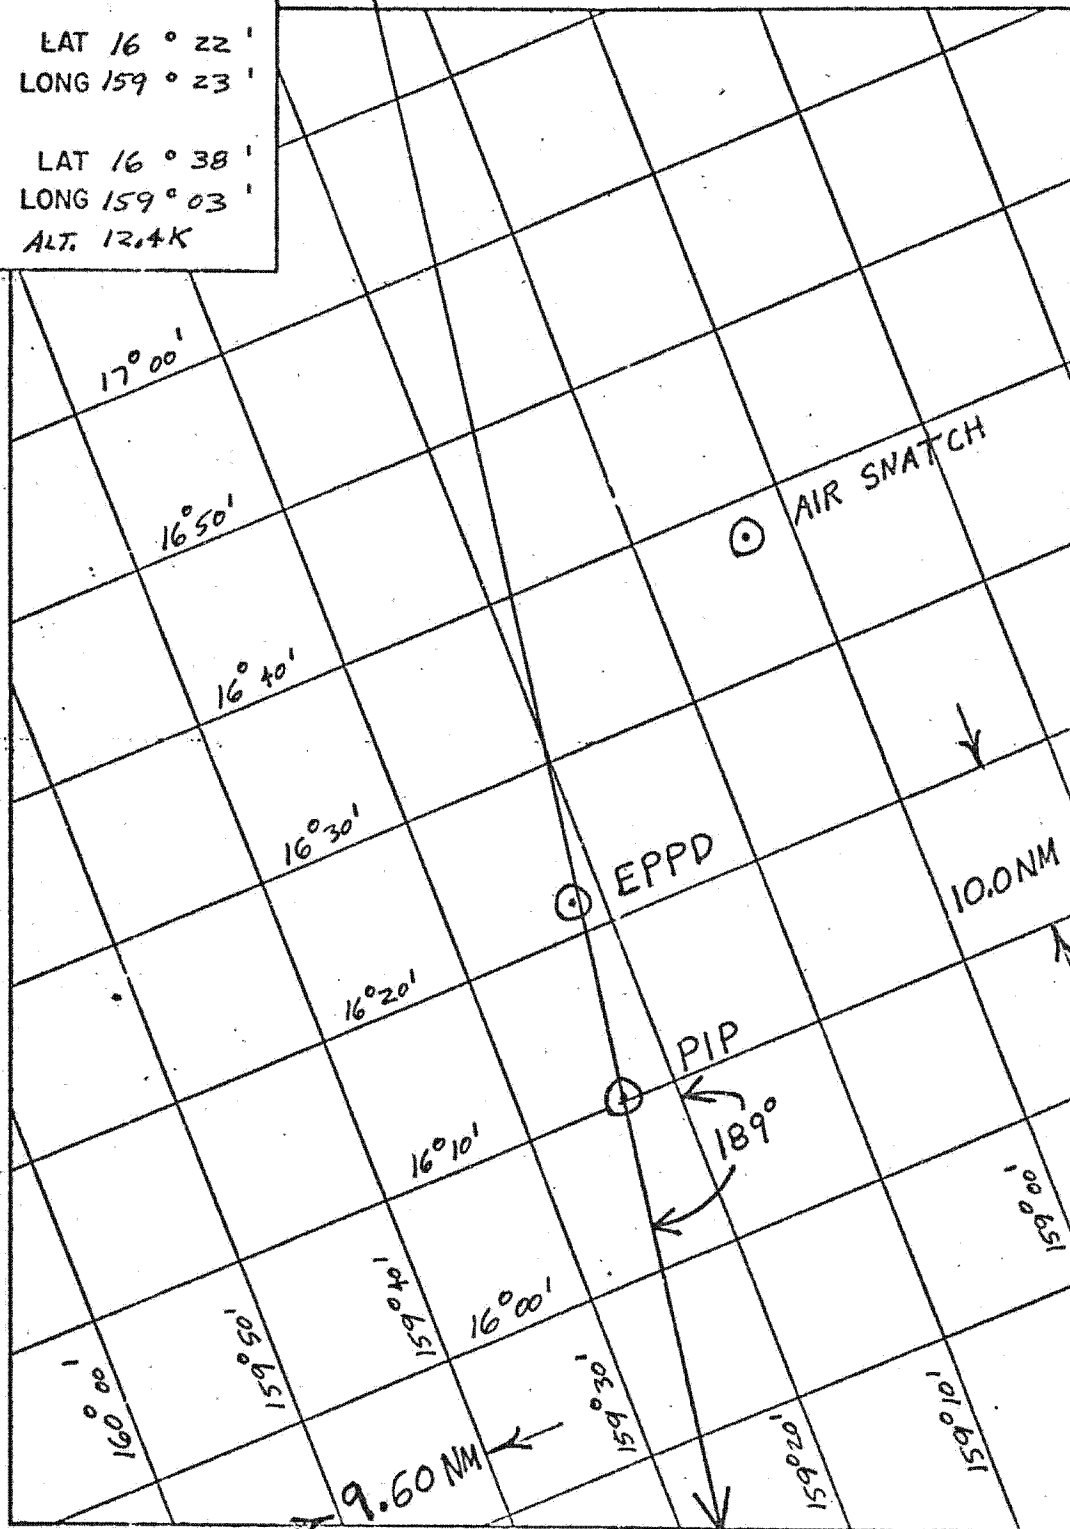 LAT 16 ° 22 '
LONG 159 ° 23 '
LAT 16 ° 38 '
LONG 159 ° 03 '
ALT. 12.4K
17° 00'
AIR SNATCH
16° 50'
16° 40'
16° 30'
EPPD
10.0 NM
16° 20'
PIP
16° 10'
189°
159° 00'
16° 00'
159° 40'
159° 50'
160° 00'
159° 30'
159° 20'
159° 10'
9.60 NM